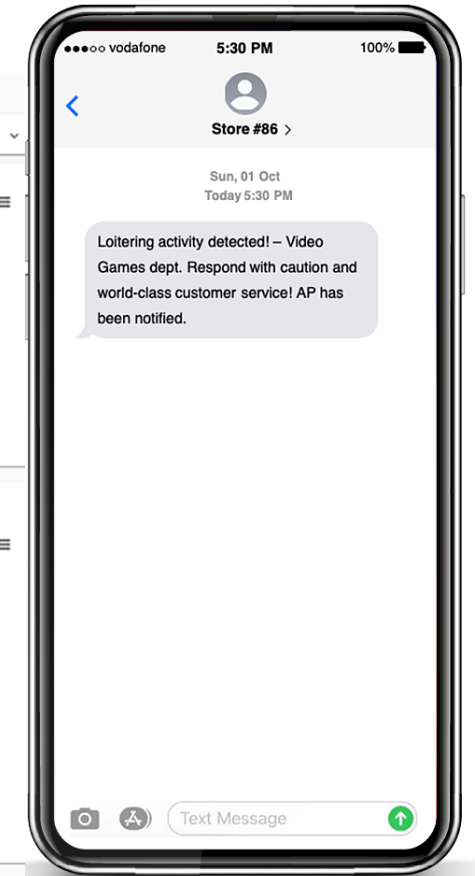 vodafone 5:30 PM 100%
Store #86 >
Sun, 01 Oct
Today 5:30 PM
Loitering activity detected! – Video
Games dept. Respond with caution and
world-class customer service! AP has
been notified.
Text Message